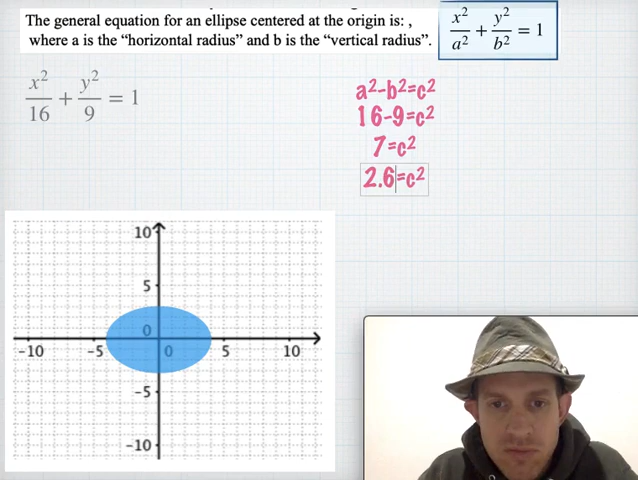 The general equation for an ellipse centered at the origin is: ,
where a is the “horizontal radius” and b is the “vertical radius”.
x²/a² + y²/b² = 1
x²/16 + y²/9 = 1
a²-b²=c²
16-9=c²
7=c²
2.6=c²
10
5
0
-10 -5 0 5 10
-5
-10